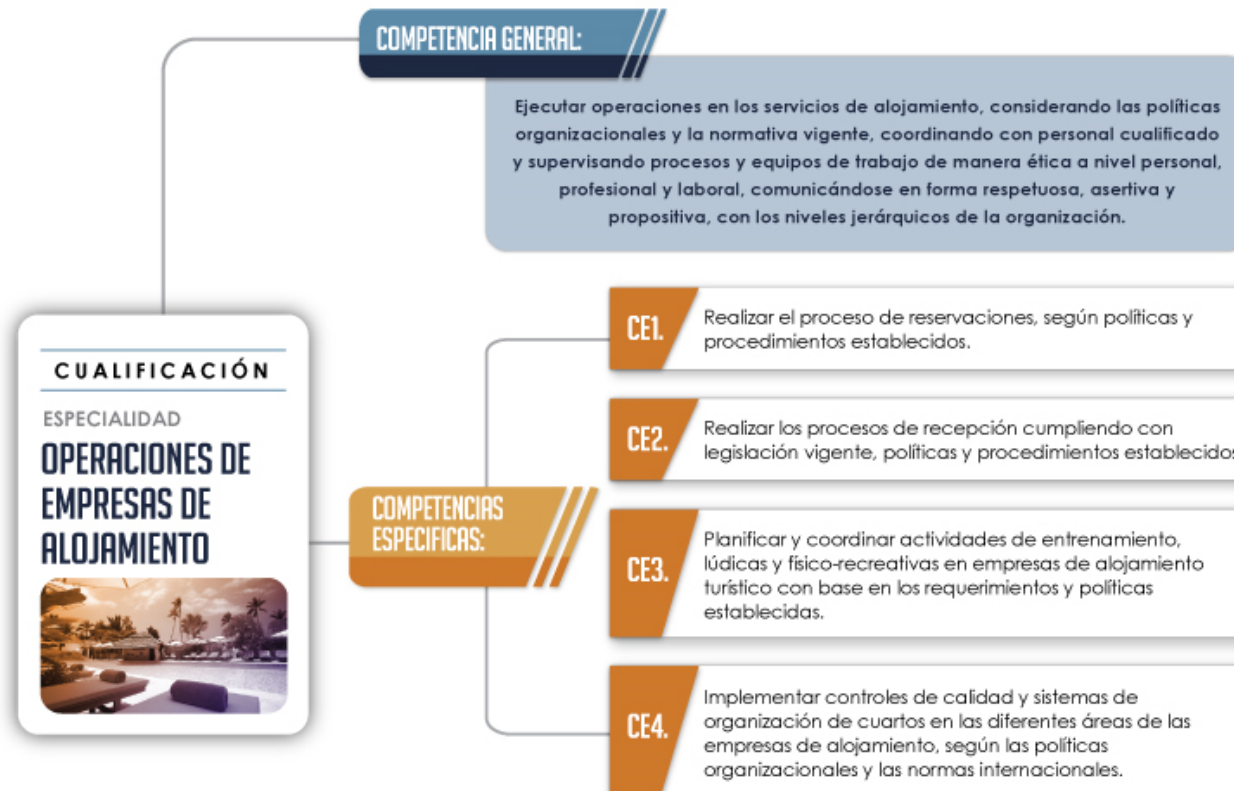 COMPETENCIA GENERAL:
Ejecutar operaciones en los servicios de alojamiento, considerando las políticas
organizacionales y la normativa vigente, coordinando con personal cualificado
y supervisando procesos y equipos de trabajo de manera ética a nivel personal,
profesional y laboral, comunicándose en forma respetuosa, asertiva y
propositiva, con los niveles jerárquicos de la organización.
CUALIFICACIÓN
ESPECIALIDAD
OPERACIONES DE
EMPRESAS DE
ALOJAMIENTO
COMPETENCIAS
ESPECIFICAS:
CE1.
Realizar el proceso de reservaciones, según políticas y
procedimientos establecidos.
CE2.
Realizar los procesos de recepción cumpliendo con
legislación vigente, políticas y procedimientos establecidos
CE3.
Planificar y coordinar actividades de entrenamiento,
lúdicas y físico-recreativas en empresas de alojamiento
turístico con base en los requerimientos y políticas
establecidas.
CE4.
Implementar controles de calidad y sistemas de
organización de cuartos en las diferentes áreas de las
empresas de alojamiento, según las políticas
organizacionales y las normas internacionales.